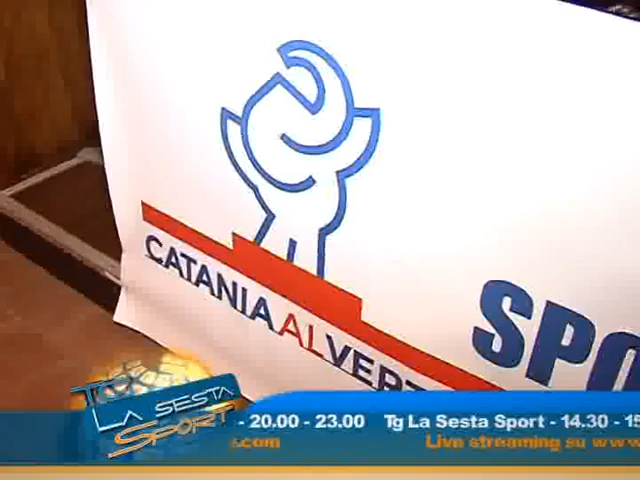 CATANIAALVERT
SPO
LA SESTA
SPORT
- 20.00 - 23.00 Tg La Sesta Sport - 14.30 - 15
s.com Live streaming su www